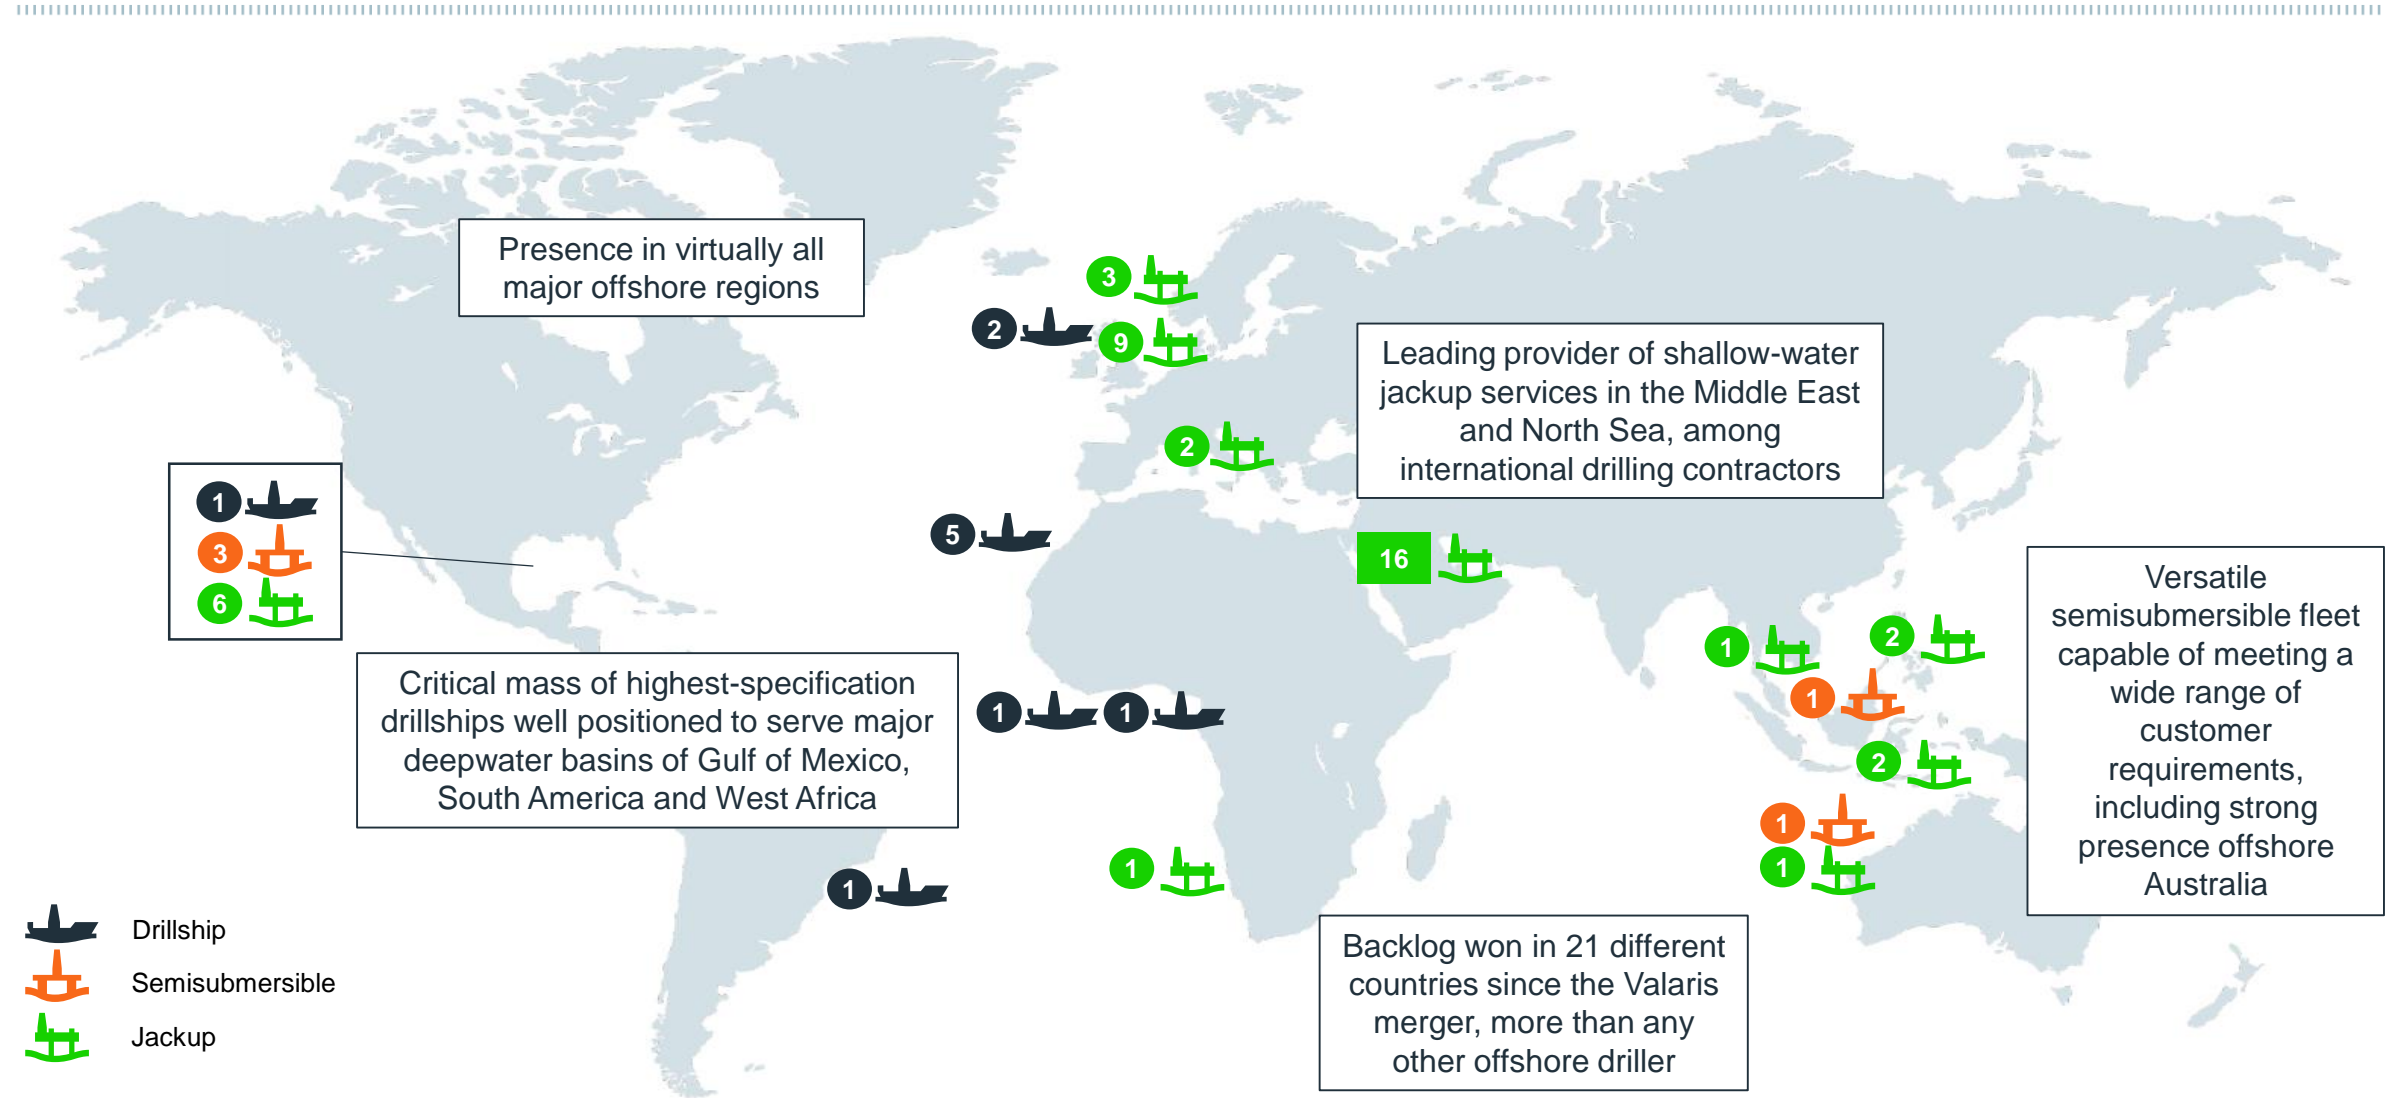 Presence in virtually all
major offshore regions
3
2
9
Leading provider of shallow-water
jackup services in the Middle East
and North Sea, among
international drilling contractors
2
1
3
6
5
16
Versatile
semisubmersible fleet
capable of meeting a
wide range of
customer
requirements,
including strong
presence offshore
Australia
1
2
1
2
1
1
Critical mass of highest-specification
drillships well positioned to serve major
deepwater basins of Gulf of Mexico,
South America and West Africa
1
1
1
1
Backlog won in 21 different
countries since the Valaris
merger, more than any
other offshore driller
Drillship
Semisubmersible
Jackup